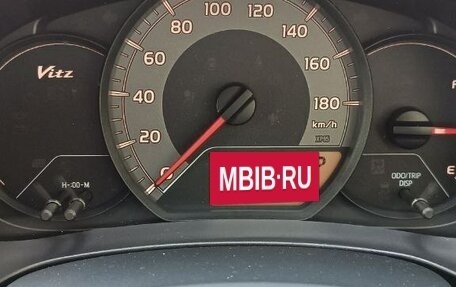 Vitz
0
20
40
60
80
100
120
140
160
180
km/h
H-:00-M
MBIB·RU
ODO/TRIP
DISP
F
E